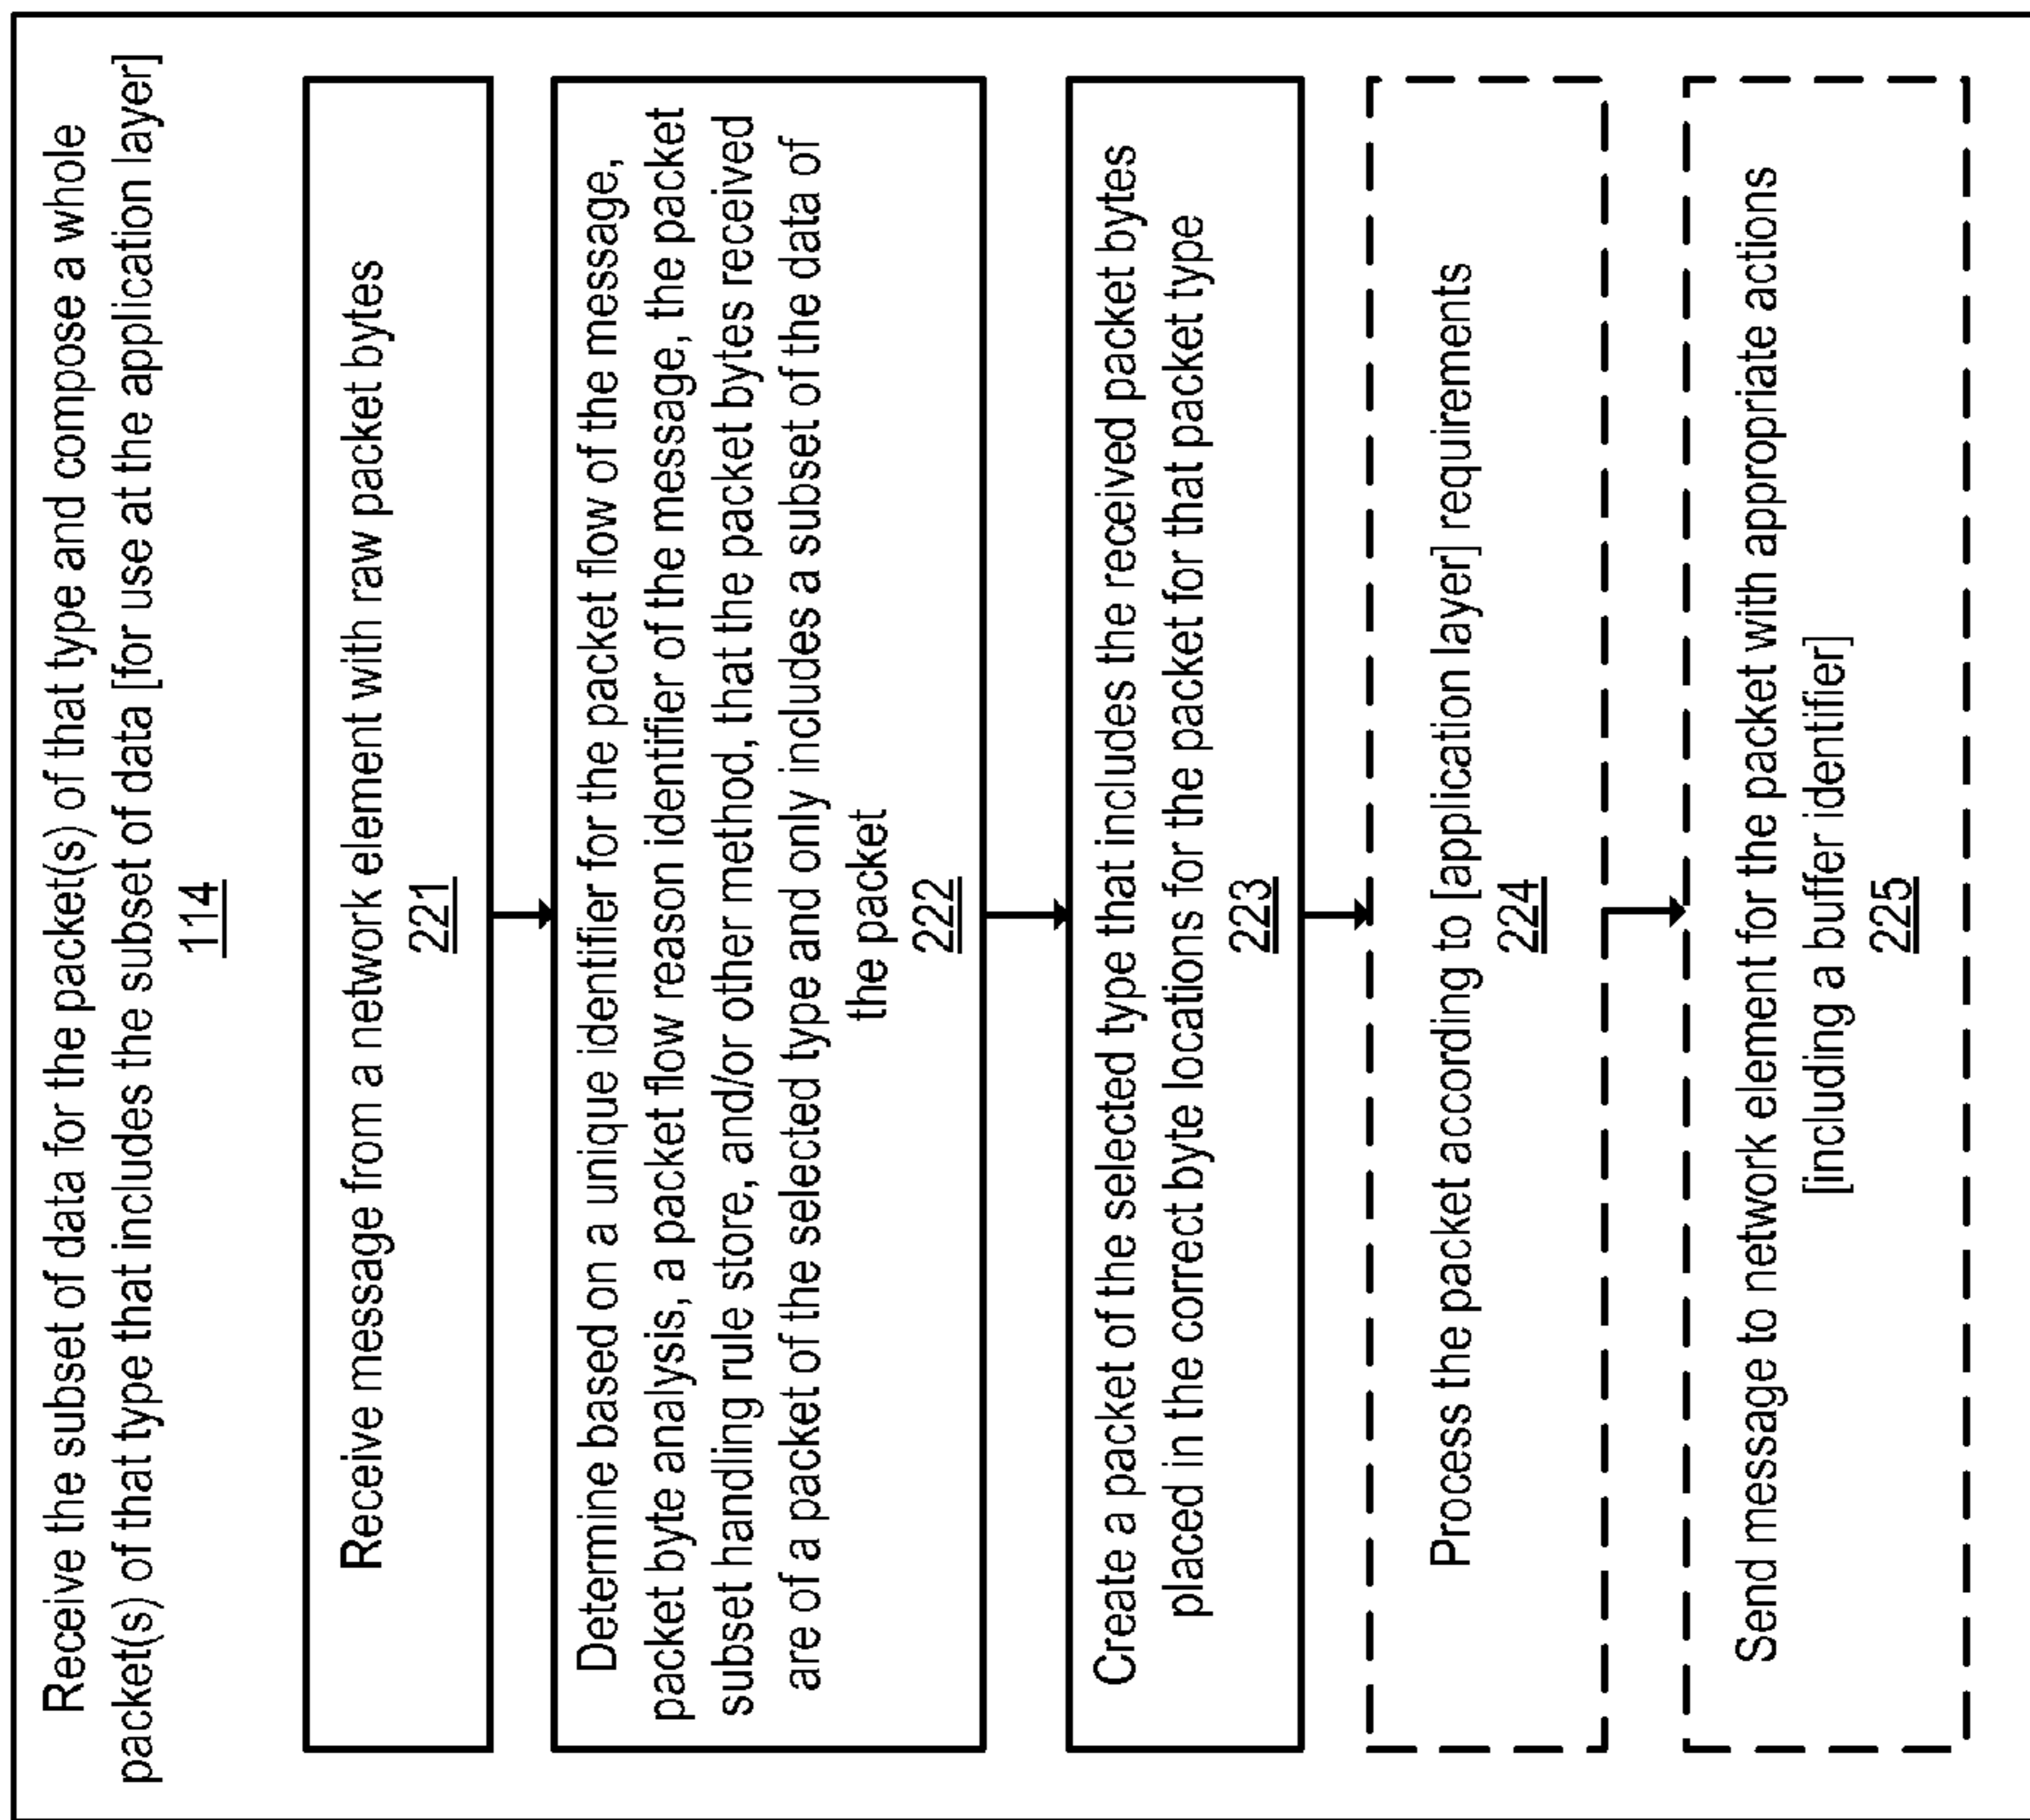 Receive the subset of data for the packet(s) of that type and compose a whole
packet(s) of that type that includes the subset of data [for use at the application layer]
114
Receive message from a network element with raw packet bytes
221
Determine based on a unique identifier for the packet flow of the message,
packet byte analysis, a packet flow reason identifier of the message, the packet
subset handling rule store, and/or other method, that the packet bytes received
are of a packet of the selected type and only includes a subset of the data of
the packet
222
Create a packet of the selected type that includes the received packet bytes
placed in the correct byte locations for the packet for that packet type
223
Process the packet according to [application layer] requirements
224
Send message to network element for the packet with appropriate actions
[including a buffer identifier]
225